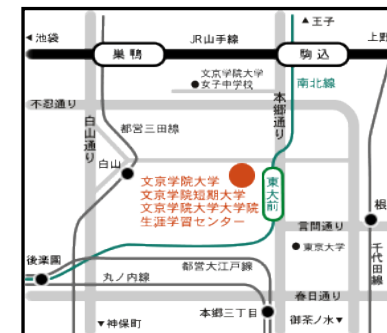 ▲王子
◀池袋
JR山手線
上野
巣鴨
駒込
文京学院大学
●女子中学校
南北線
不忍通り
本郷通り
白山通り
都営三田線
白山
文京学院大学
文京学院短期大学
文京学院大学大学院
生涯学習センター
東大前
根
言問通り
●東京大学
千代田線
後楽園
都営大江戸線
丸ノ内線
春日通り
本郷三丁目
▼神保町
御茶ノ水▼